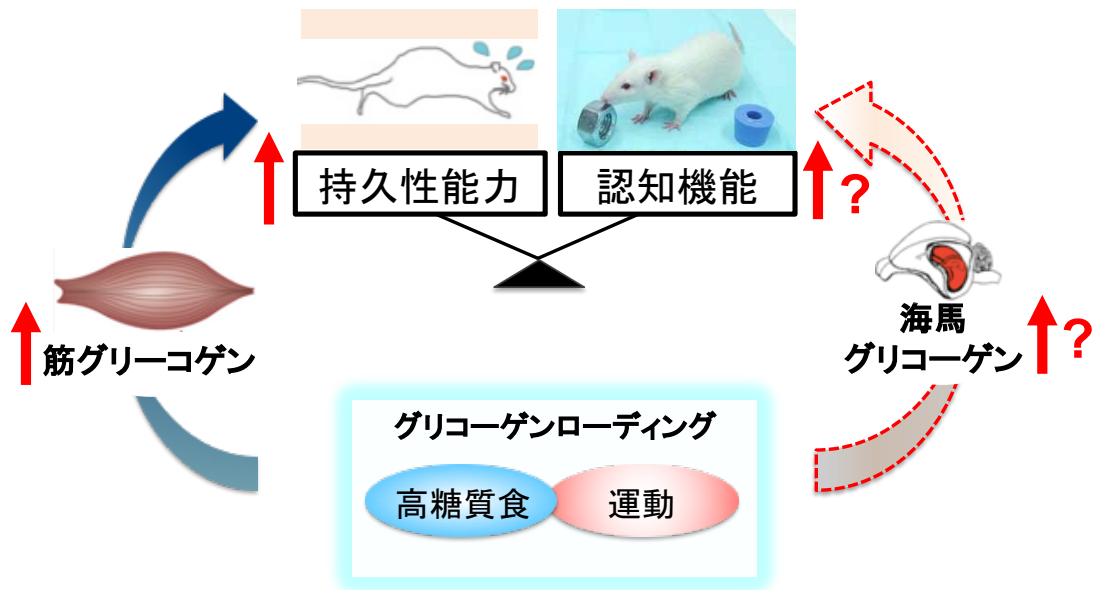 持久性能力
認知機能
?
筋グリーコゲン
海馬
グリコーゲン
?
グリコーゲンローディング
高糖質食
運動